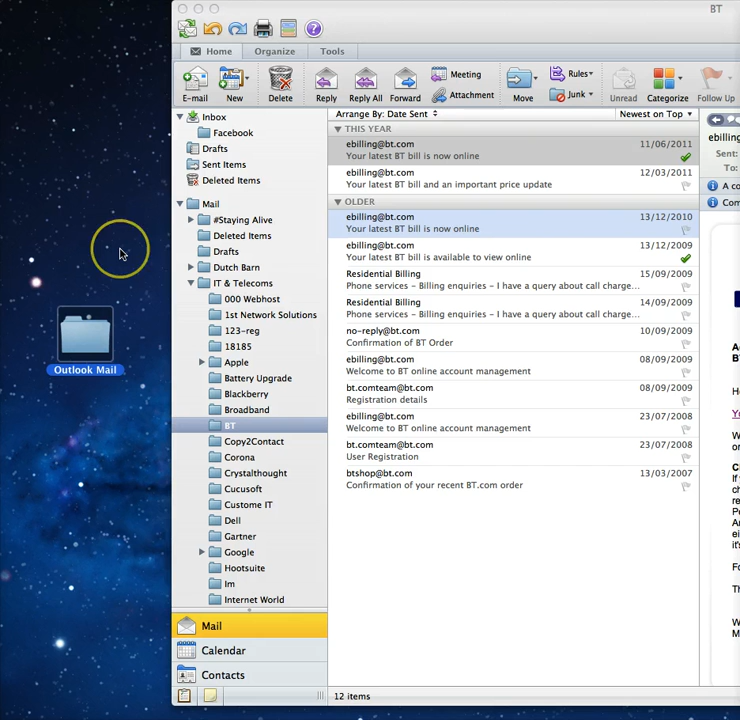 BT
Home
Organize
Tools
E-mail
New
Delete
Reply
Reply All
Forward
Meeting
Attachment
Move
Rules
Junk
Unread
Categorize
Follow Up
Inbox
Facebook
Drafts
Sent Items
Deleted Items
Mail
#Staying Alive
Deleted Items
Drafts
Dutch Barn
IT & Telecoms
000 Webhost
1st Network Solutions
123-reg
18185
Apple
Battery Upgrade
Blackberry
Broadband
BT
Copy2Contact
Corona
Crystalthought
Cucusoft
Custome IT
Dell
Gartner
Google
Hootsuite
Im
Internet World
Mail
Calendar
Contacts
Arrange By: Date Sent
Newest on Top
THIS YEAR
ebilling@bt.com 11/06/2011
Your latest BT bill is now online
ebilling@bt.com 12/03/2011
Your latest BT bill and an important price update
OLDER
ebilling@bt.com 13/12/2010
Your latest BT bill is now online
ebilling@bt.com 13/12/2009
Your latest BT bill is available to view online
Residential Billing 15/09/2009
Phone services – Billing enquiries – I have a query about call charge...
Residential Billing 14/09/2009
Phone services – Billing enquiries – I have a query about call charge...
no-reply@bt.com 10/09/2009
Confirmation of BT Order
ebilling@bt.com 08/09/2009
Welcome to BT online account management
bt.comteam@bt.com 08/09/2009
Registration details
ebilling@bt.com 23/07/2008
Welcome to BT online account management
bt.comteam@bt.com 23/07/2008
User Registration
btshop@bt.com 13/03/2007
Confirmation of your recent BT.com order
12 items
ebilling
Sent:
To:
A co
Com
BT
He
W
If
Fo
Th
W
M
Outlook Mail